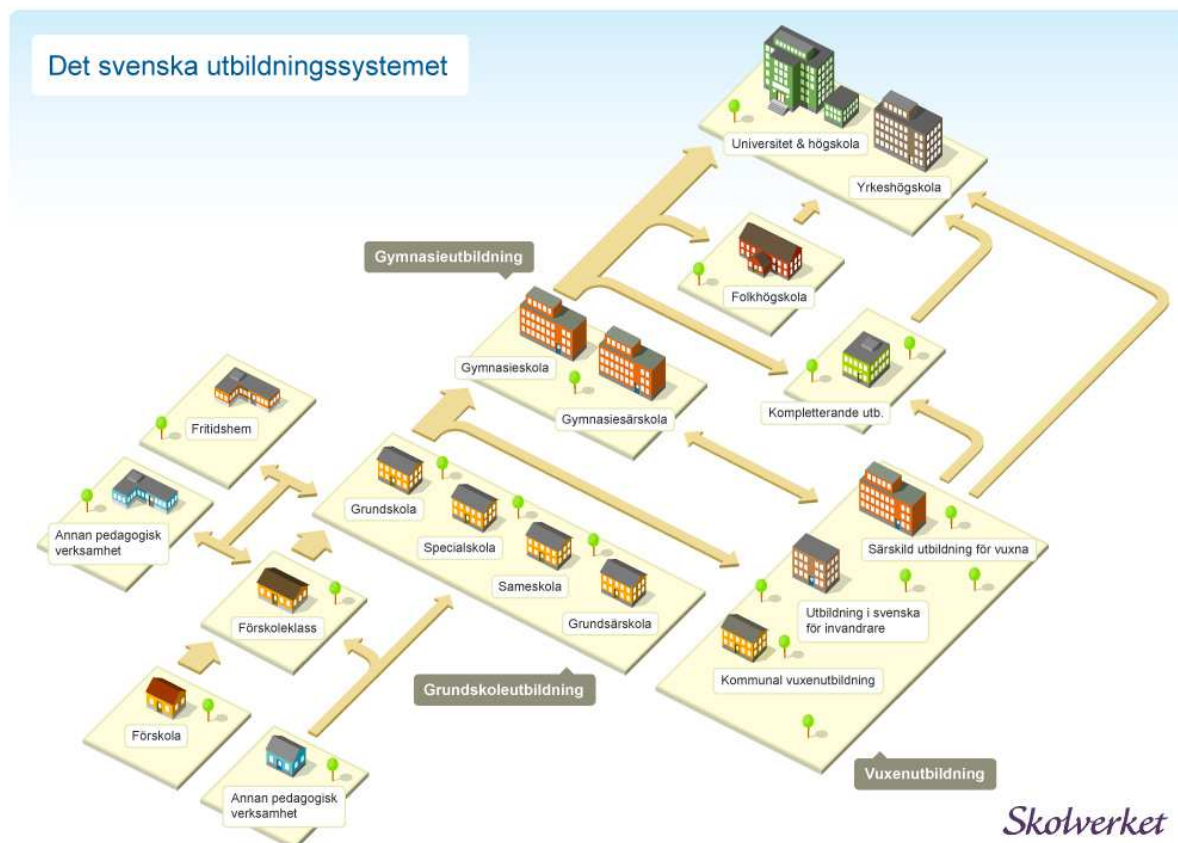 Det svenska utbildningssystemet
Universitet & högskola
Yrkeshögskola
Gymnasieutbildning
Folkhögskola
Gymnasieskola
Gymnasiesärskola
Kompletterande utb.
Fritidshem
Annan pedagogisk
verksamhet
Grundskola
Specialskola
Sameskola
Grundsärskola
Särskild utbildning för vuxna
Utbildning i svenska
för invandrare
Kommunal vuxenutbildning
Förskoleklass
Grundskoleutbildning
Förskola
Annan pedagogisk
verksamhet
Vuxenutbildning
Skolverket